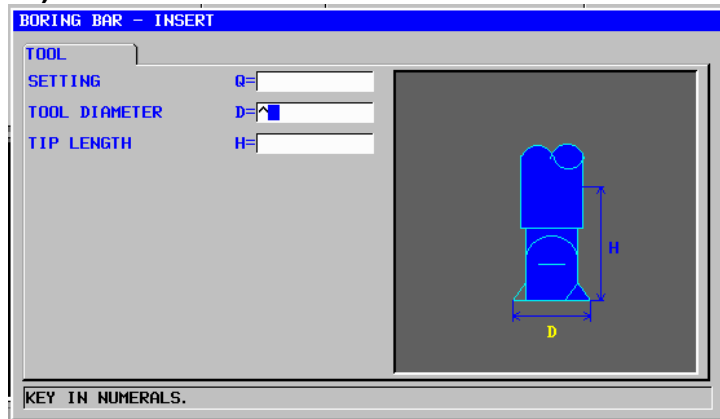 BORING BAR - INSERT
TOOL
SETTING Q=
TOOL DIAMETER D=^
TIP LENGTH H=
H
D
KEY IN NUMERALS.